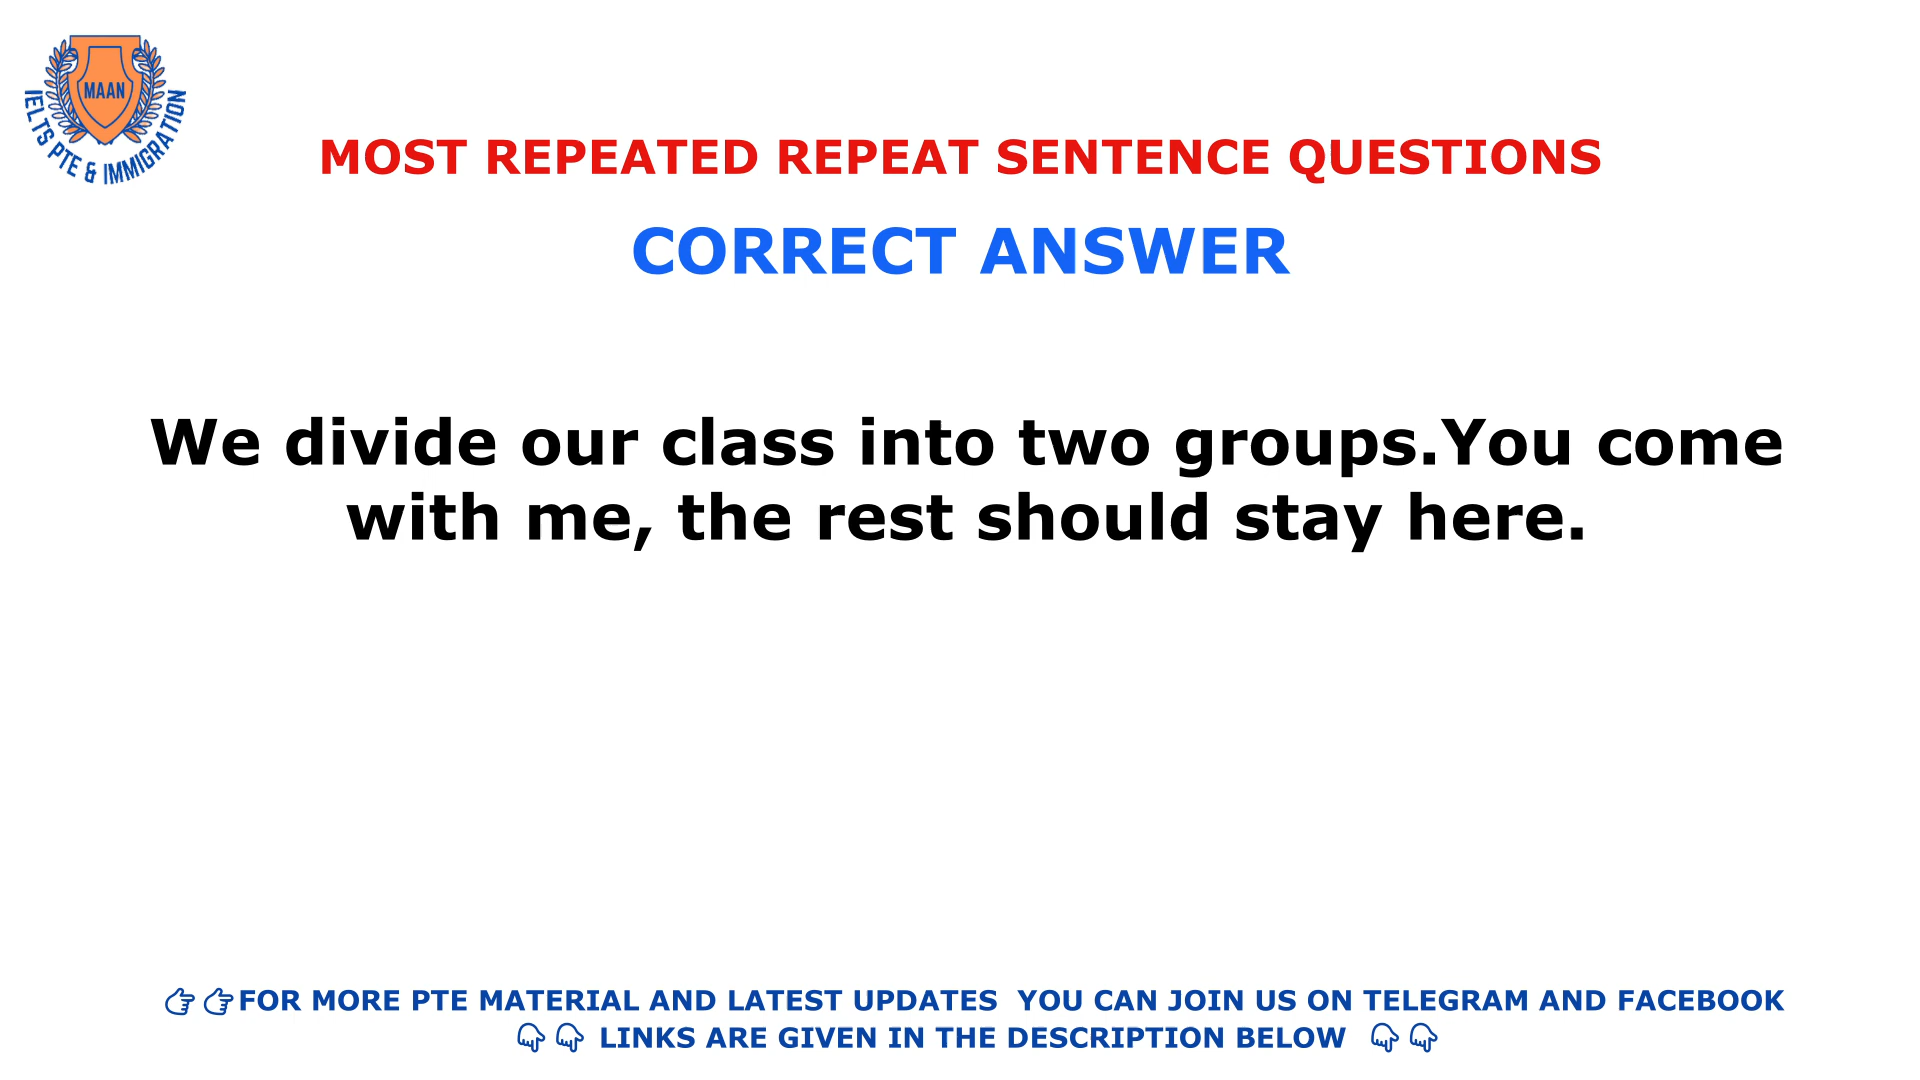 MAAN
IELTS PTE & IMMIGRATION
MOST REPEATED REPEAT SENTENCE QUESTIONS
CORRECT ANSWER
We divide our class into two groups.You come
with me, the rest should stay here.
👉👉FOR MORE PTE MATERIAL AND LATEST UPDATES  YOU CAN JOIN US ON TELEGRAM AND FACEBOOK
👇👇 LINKS ARE GIVEN IN THE DESCRIPTION BELOW  👇👇